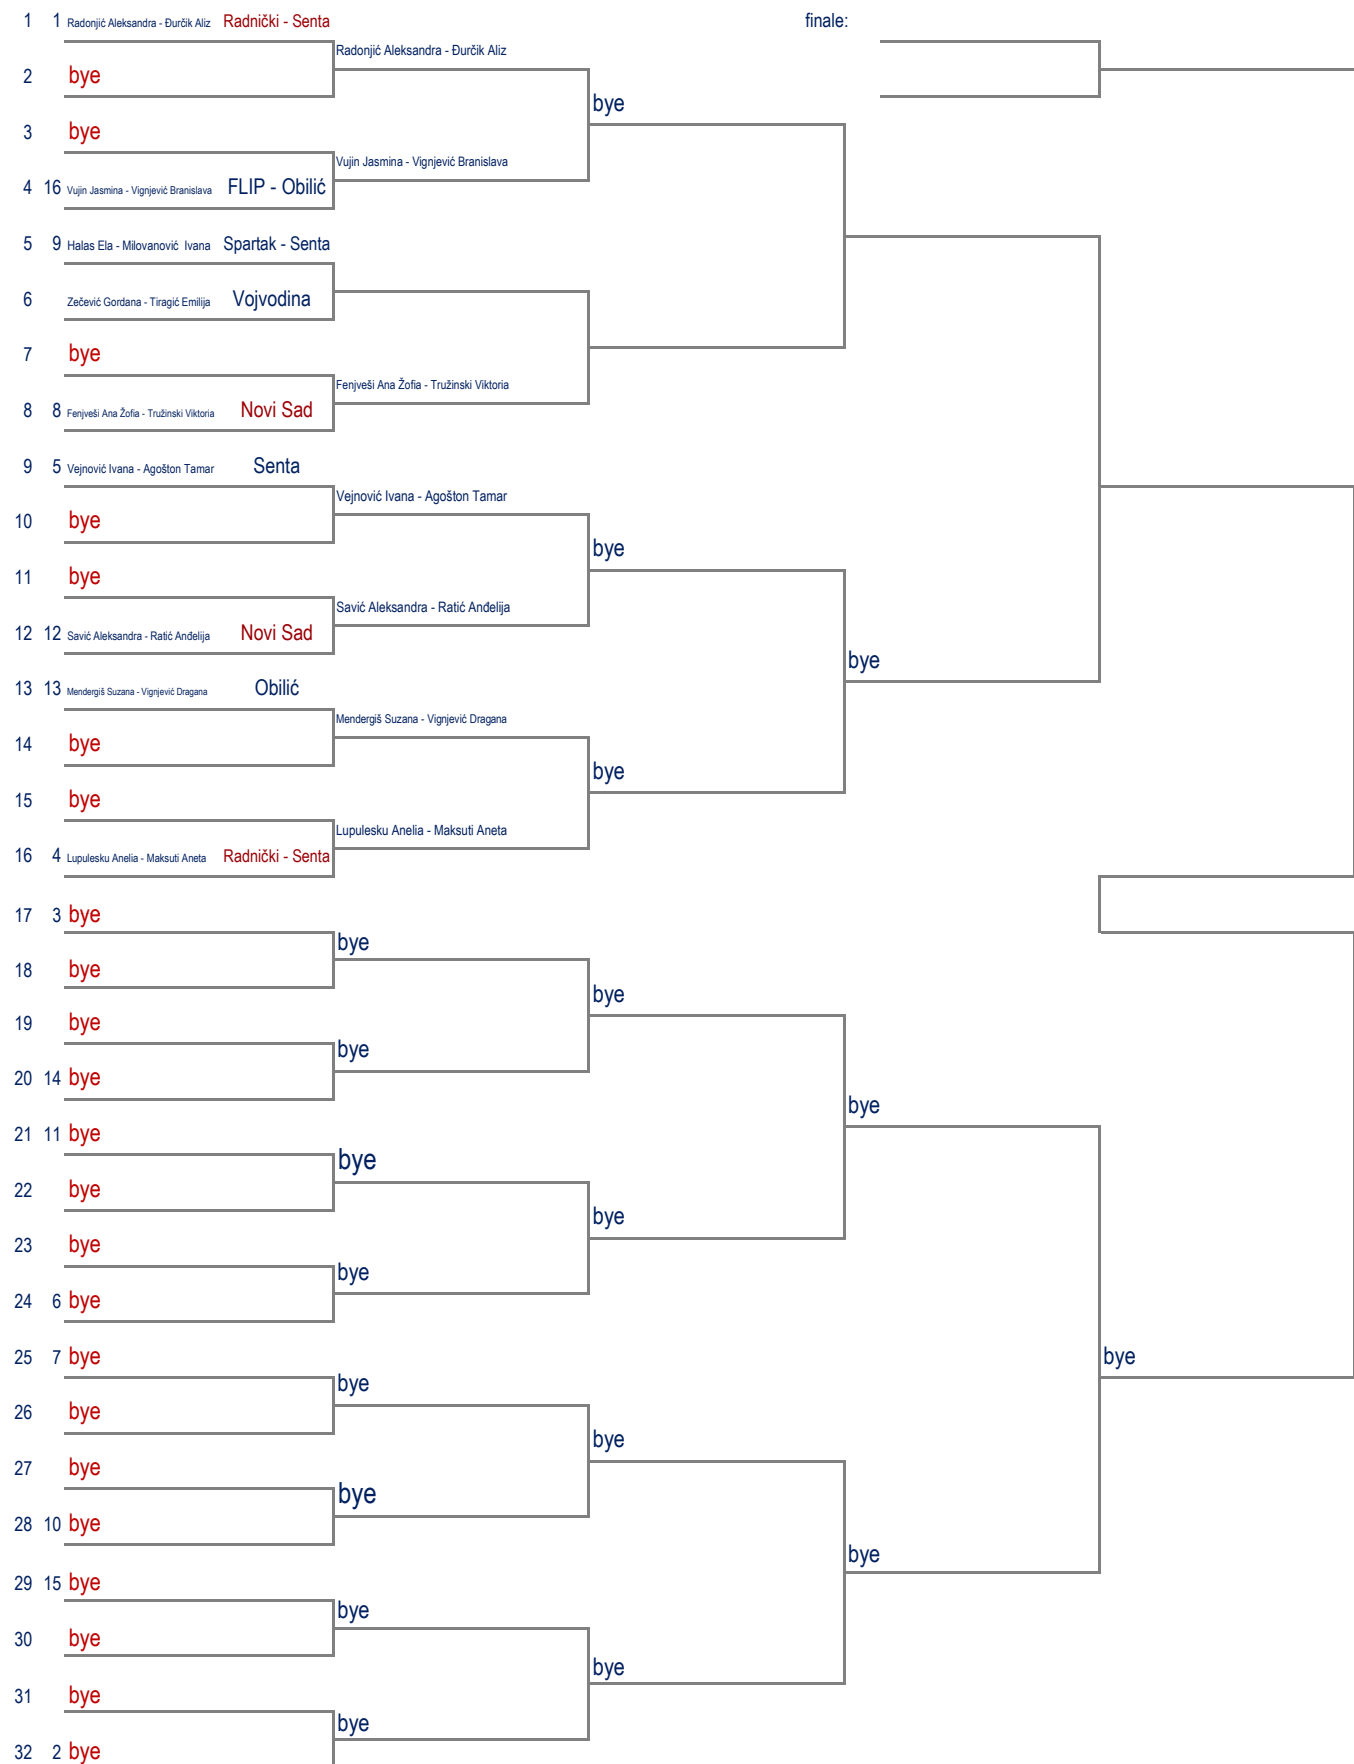 1 1 Radonjić Aleksandra - Đurčik Aliz Radnički - Senta finale:
Radonjić Aleksandra - Đurčik Aliz
2 bye
bye
3 bye
Vujin Jasmina - Vignjević Branislava
4 16 Vujin Jasmina - Vignjević Branislava FLIP - Obilić
5 9 Halas Ela - Milovanović Ivana Spartak - Senta
6 Zečević Gordana - Tiragić Emilija Vojvodina
7 bye
Fenjveši Ana Žofia - Tružinski Viktoria
8 8 Fenjveši Ana Žofia - Tružinski Viktoria Novi Sad
9 5 Vejnović Ivana - Agošton Tamar Senta
Vejnović Ivana - Agošton Tamar
10 bye
bye
11 bye
Savić Aleksandra - Ratić Anđelija
12 12 Savić Aleksandra - Ratić Anđelija Novi Sad
bye
13 13 Mendergiš Suzana - Vignjević Dragana Obilić
Mendergiš Suzana - Vignjević Dragana
14 bye
bye
15 bye
Lupulesku Anelia - Maksuti Aneta
16 4 Lupulesku Anelia - Maksuti Aneta Radnički - Senta
17 3 bye
bye
18 bye
bye
19 bye
bye
20 14 bye
bye
21 11 bye
bye
22 bye
bye
23 bye
bye
24 6 bye
25 7 bye
bye
bye
26 bye
bye
27 bye
bye
28 10 bye
bye
29 15 bye
bye
30 bye
bye
31 bye
bye
32 2 bye